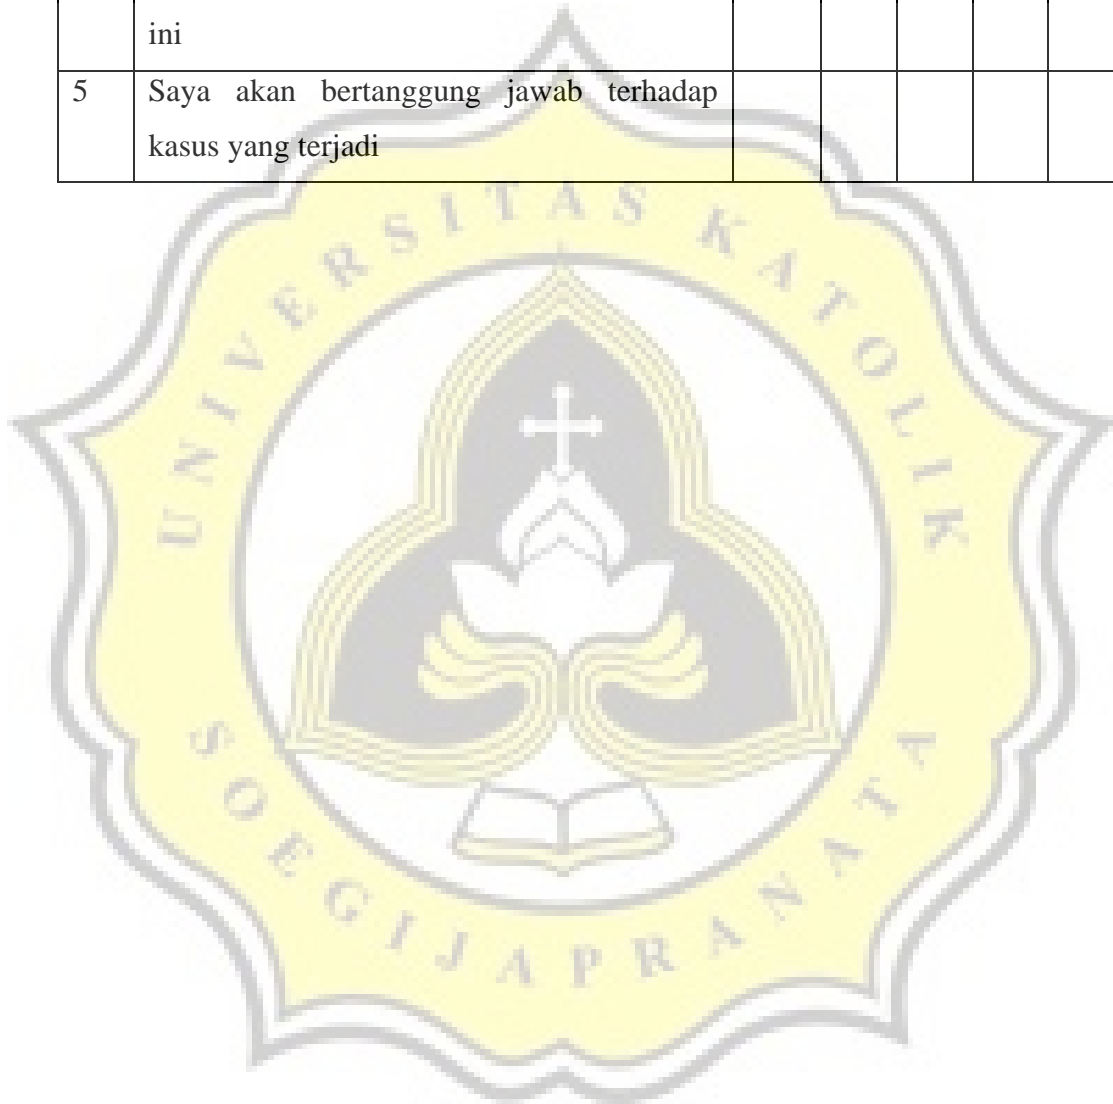 ini
5 Saya akan bertanggung jawab terhadap
kasus yang terjadi
UNIVERSITAS KATOLIK
SOEGIJAPRANATA